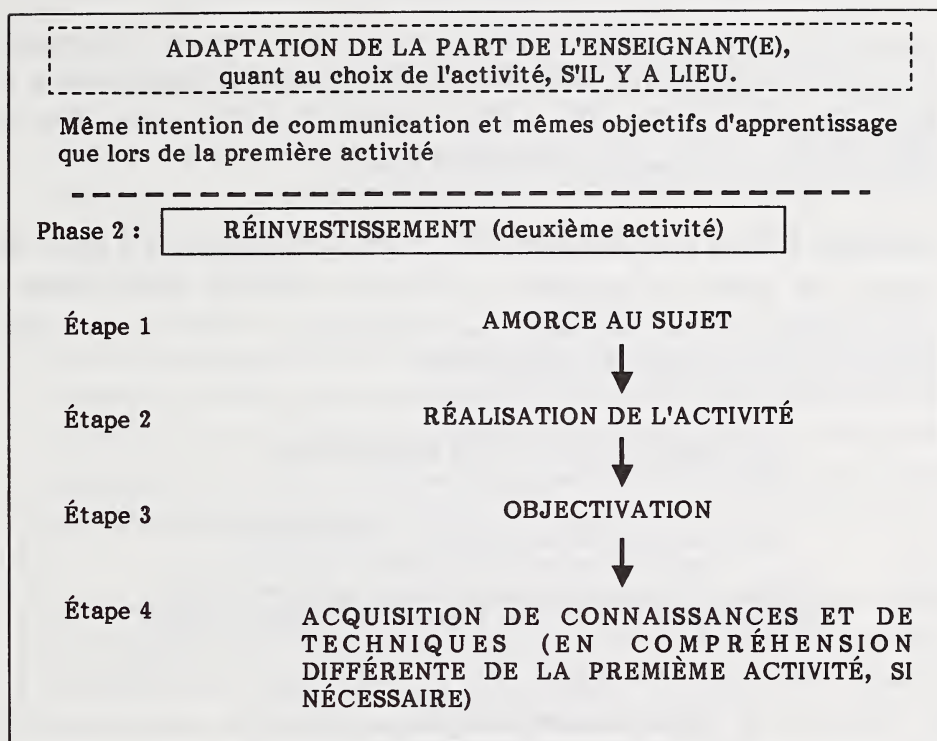 ADAPTATION DE LA PART DE L'ENSEIGNANT(E),
quant au choix de l'activité, S'IL Y A LIEU.
Même intention de communication et mêmes objectifs d'apprentissage
que lors de la première activité
Phase 2 : RÉINVESTISSEMENT (deuxième activité)
Étape 1 AMORCE AU SUJET
Étape 2 RÉALISATION DE L'ACTIVITÉ
Étape 3 OBJECTIVATION
Étape 4 ACQUISITION DE CONNAISSANCES ET DE
TECHNIQUES (EN COMPRÉHENSION
DIFFÉRENTE DE LA PREMIÈME ACTIVITÉ, SI
NÉCESSAIRE)